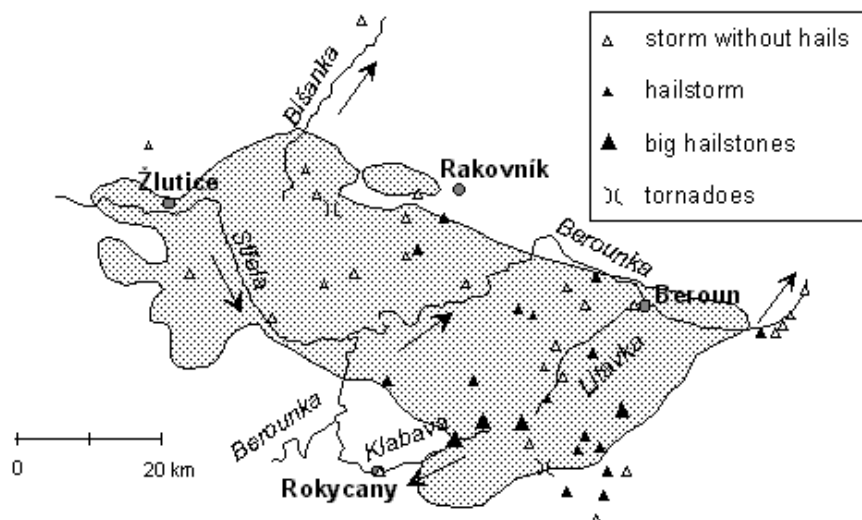 storm without hails
hailstorm
big hailstones
tornadoes
Blšanka
Rakovník
Žlutice
Střela
Berounka
Beroun
Litavka
Berounka
Klabava
Rokycany
0 20 km